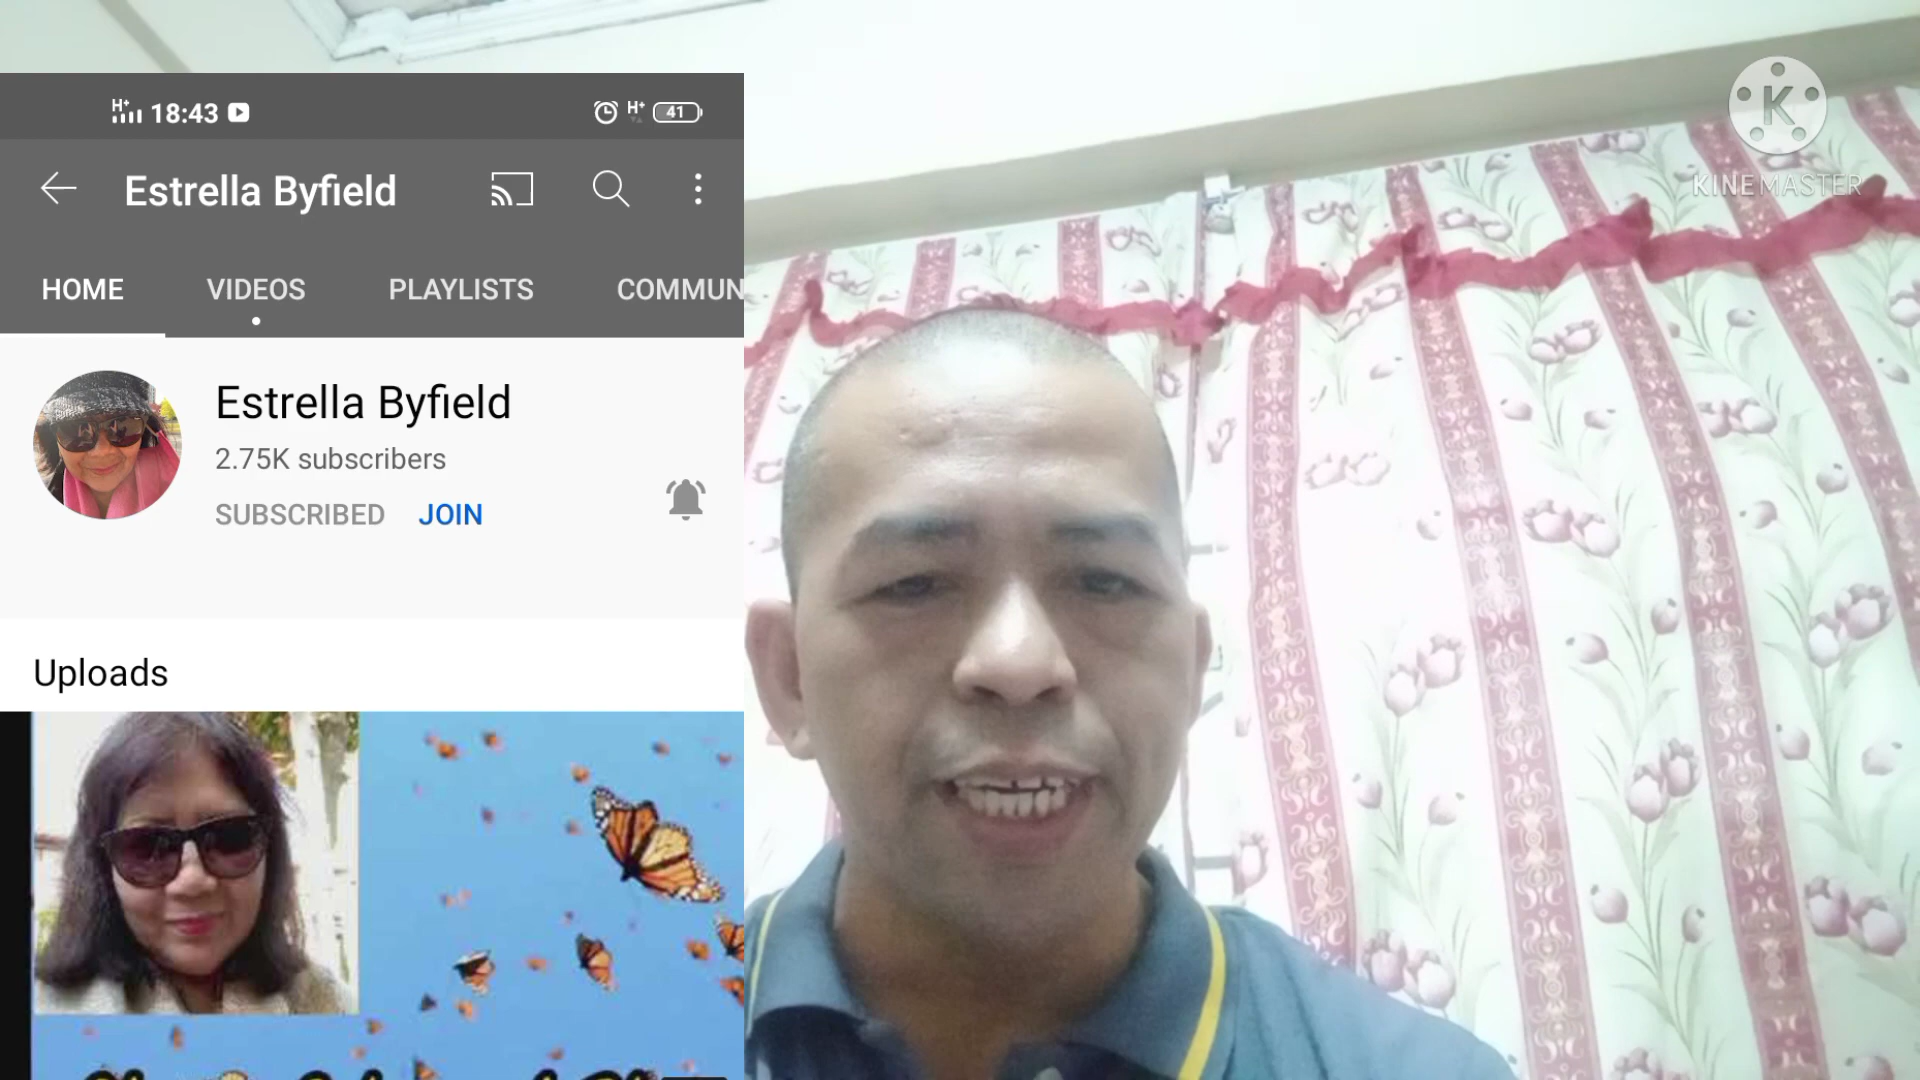 H+ 18:43
H+ 41
Estrella Byfield
HOME VIDEOS PLAYLISTS COMMUN
Estrella Byfield
2.75K subscribers
SUBSCRIBED JOIN
Uploads
K
KINEMASTER